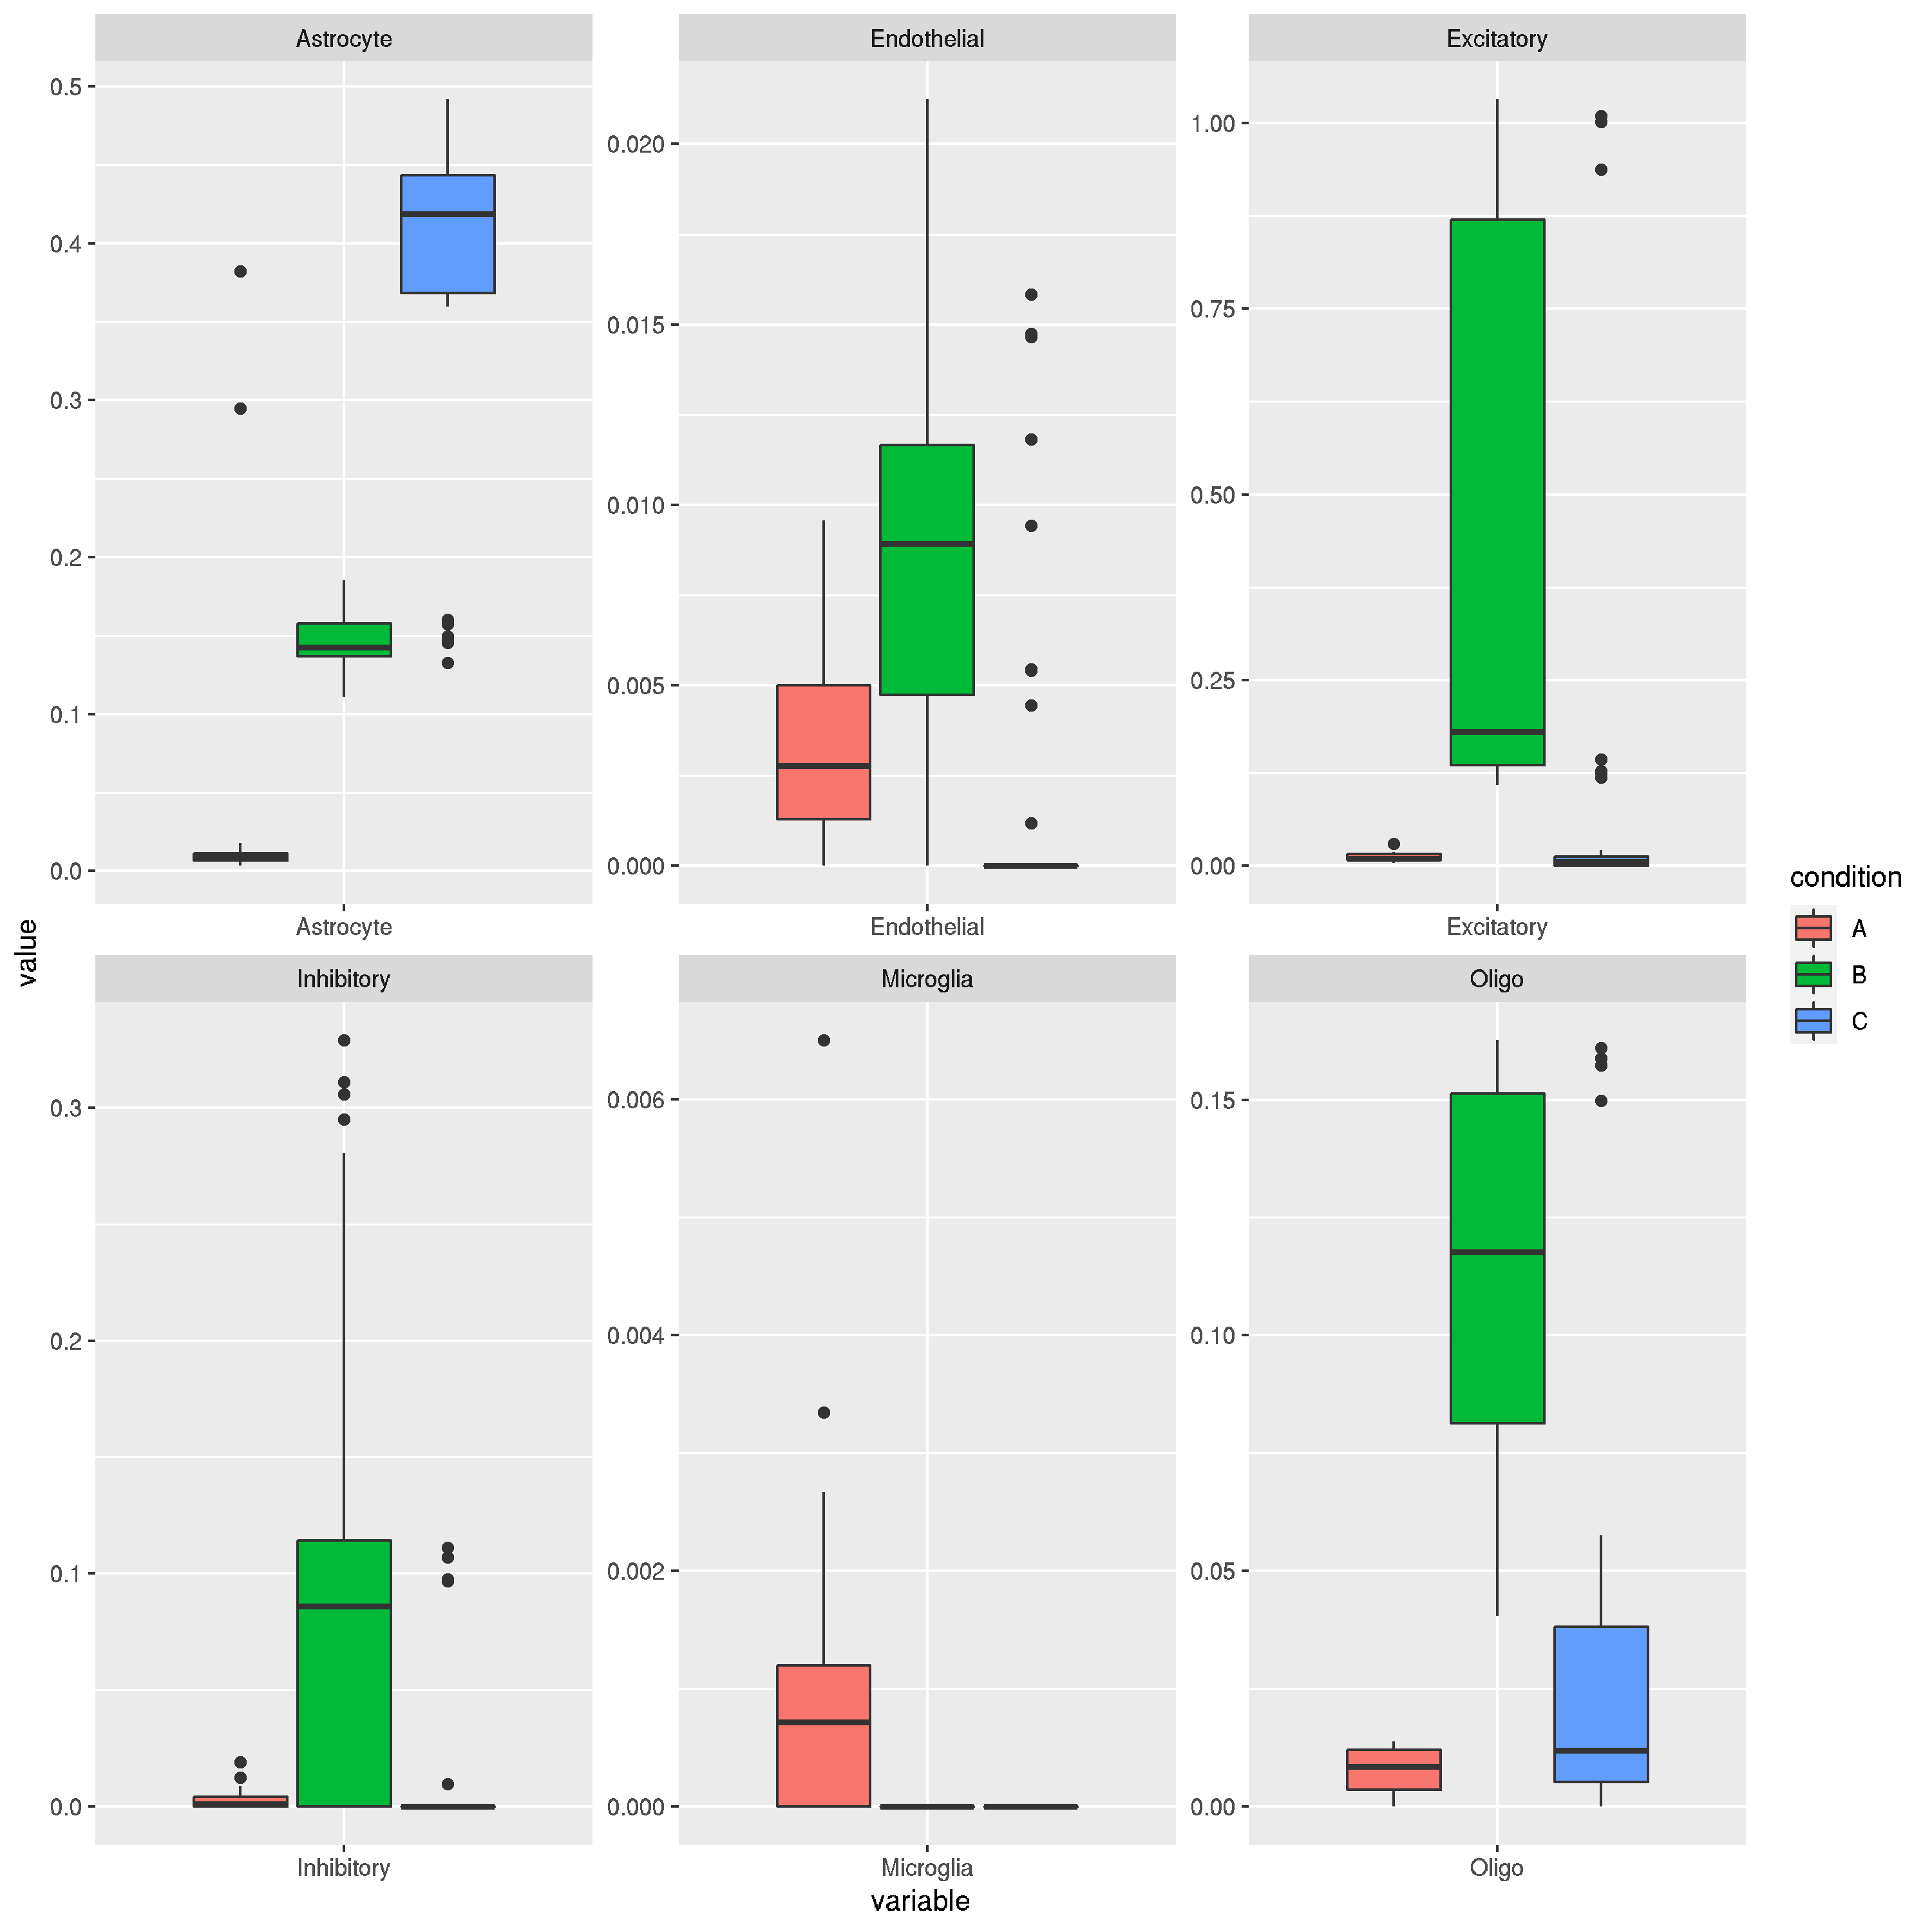 Astrocyte
Endothelial
Excitatory
0.5
0.4
0.3
0.2
0.1
0.0
0.020
0.015
0.010
0.005
0.000
1.00
0.75
0.50
0.25
0.00
Astrocyte
Endothelial
Excitatory
value
Inhibitory
Microglia
Oligo
0.3
0.2
0.1
0.0
0.006
0.004
0.002
0.000
0.15
0.10
0.05
0.00
Inhibitory
Microglia
Oligo
variable
condition
A
B
C